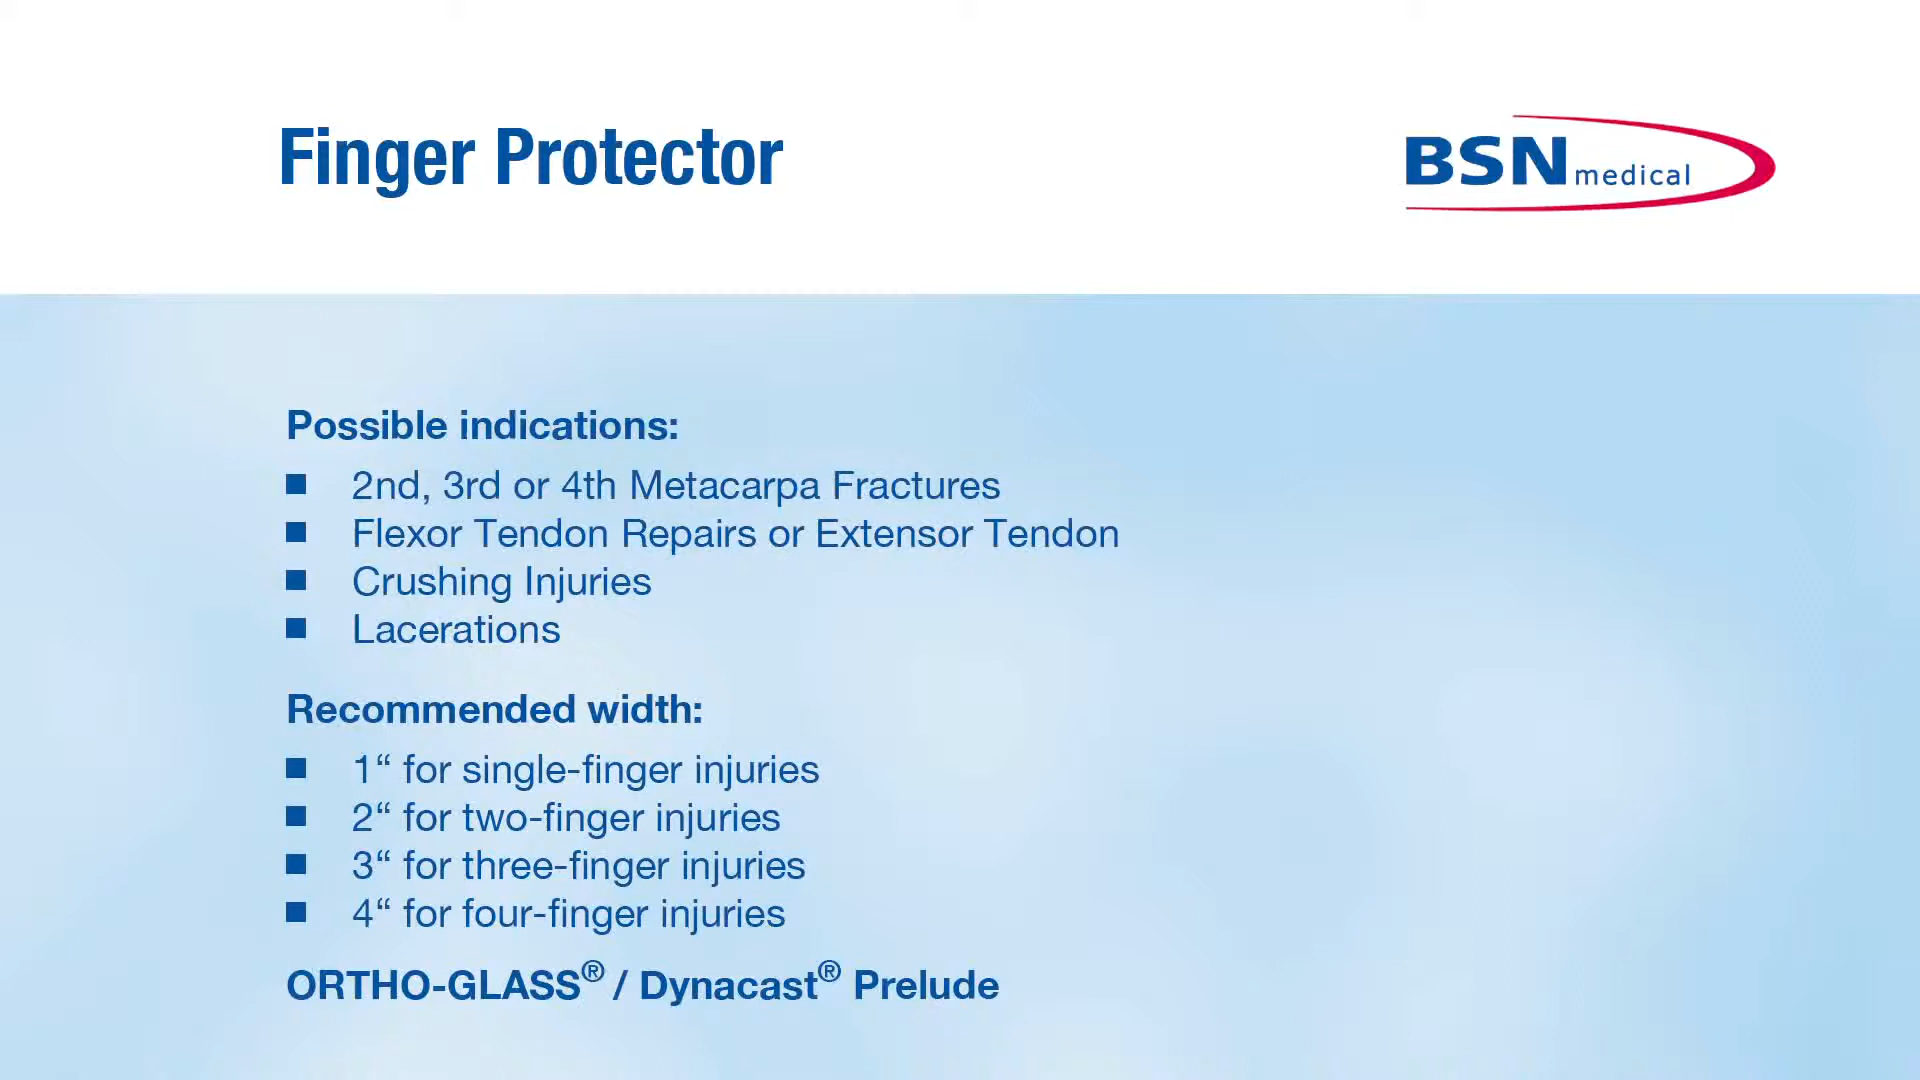 Finger Protector
BSN medical
Possible indications:
■ 2nd, 3rd or 4th Metacarpa Fractures
■ Flexor Tendon Repairs or Extensor Tendon
■ Crushing Injuries
■ Lacerations
Recommended width:
■ 1“ for single-finger injuries
■ 2“ for two-finger injuries
■ 3“ for three-finger injuries
■ 4“ for four-finger injuries
ORTHO-GLASS® / Dynacast® Prelude